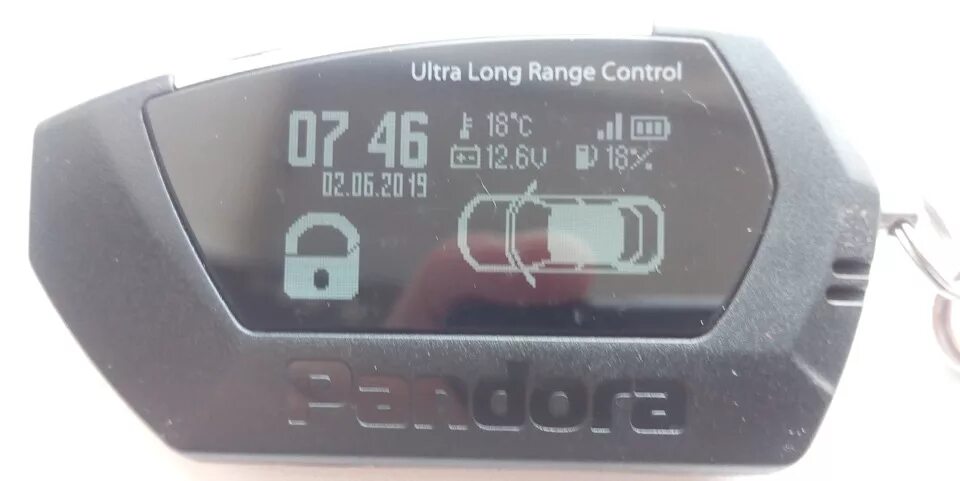 Ultra Long Range Control
07 46 18°C
12.6V 18%
02.06.2019
Pandora